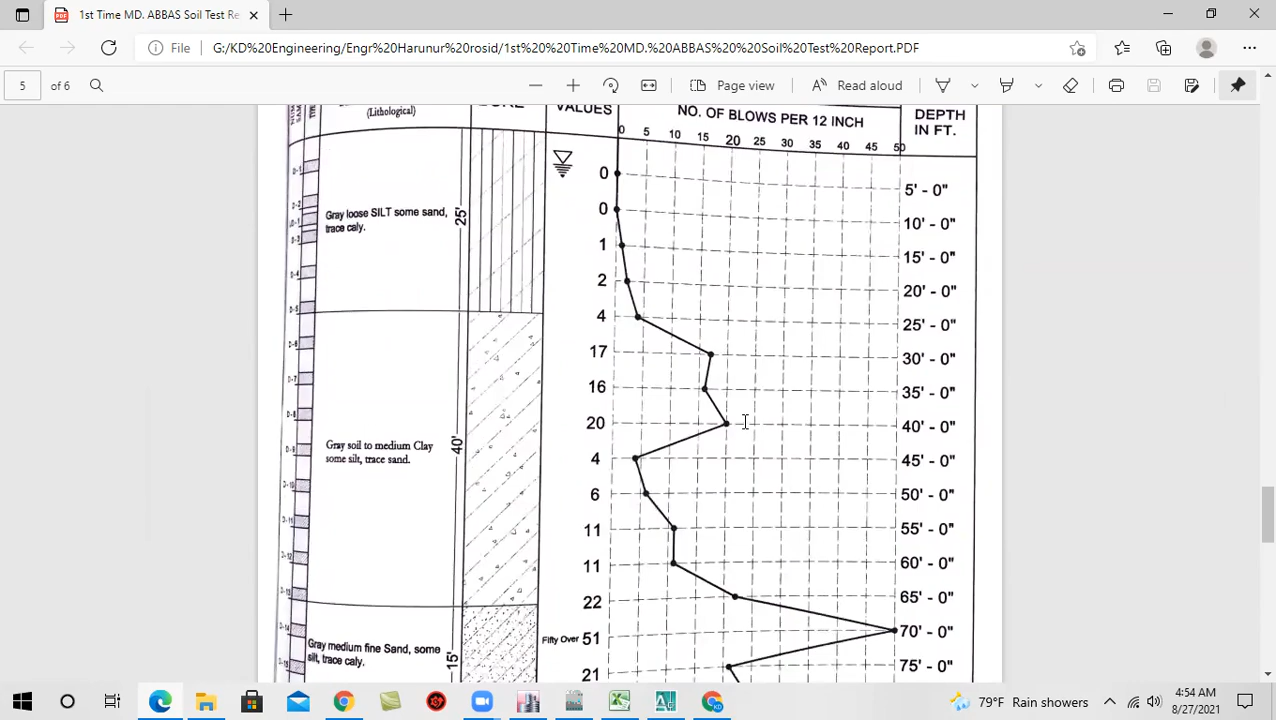 1st Time MD. ABBAS Soil Test Re
File
G:/KD%20Engineering/Engr%20Harunur%20rosid/1st%20%20Time%20MD.%20ABBAS%20%20Soil%20Test%20Report.PDF
5 of 6
Page view
Read aloud
(Lithological)
VALUES
NO. OF BLOWS PER 12 INCH
DEPTH
IN FT.
0 5 10 15 20 25 30 35 40 45 50
Gray loose SILT some sand,
trace caly.
25'
0 5' - 0"
0 10' - 0"
1 15' - 0"
2 20' - 0"
4 25' - 0"
17 30' - 0"
16 35' - 0"
20 40' - 0"
Gray soil to medium Clay
some silt, trace sand.
40'
4 45' - 0"
6 50' - 0"
11 55' - 0"
11 60' - 0"
22 65' - 0"
Fifty Over 51 70' - 0"
Gray medium fine Sand, some
silt, trace caly.
15'
21 75' - 0"
79°F Rain showers
4:54 AM
8/27/2021